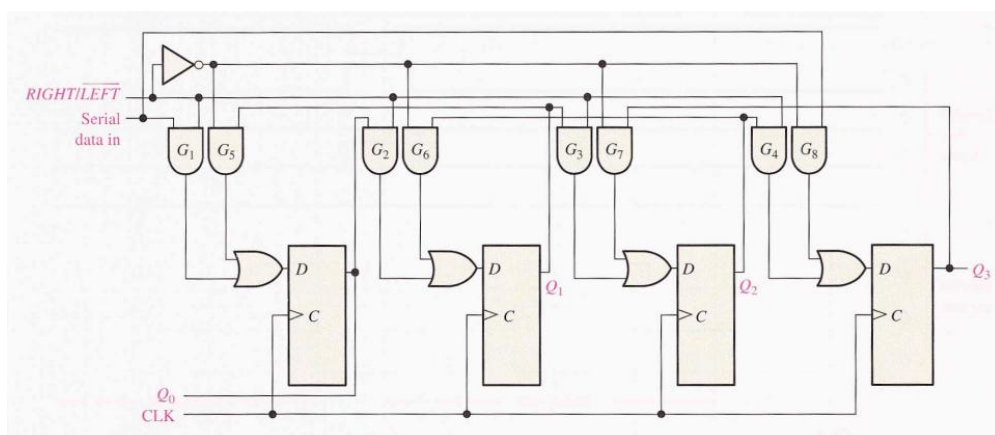 RIGHT/LEFT
Serial
data in
G1 G5 G2 G6 G3 G7 G4 G8
D D D D
Q1 Q2 Q3
C C C C
Q0
CLK